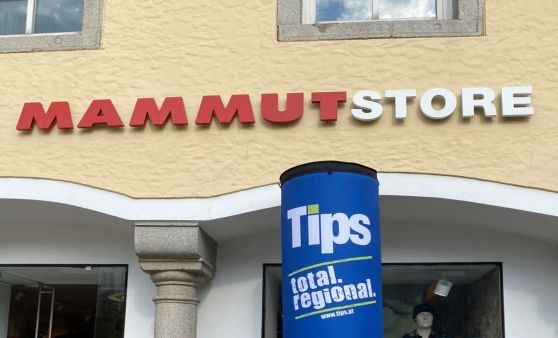 MAMMUTSTORE
Tips
total.
regional.
www.tips.at